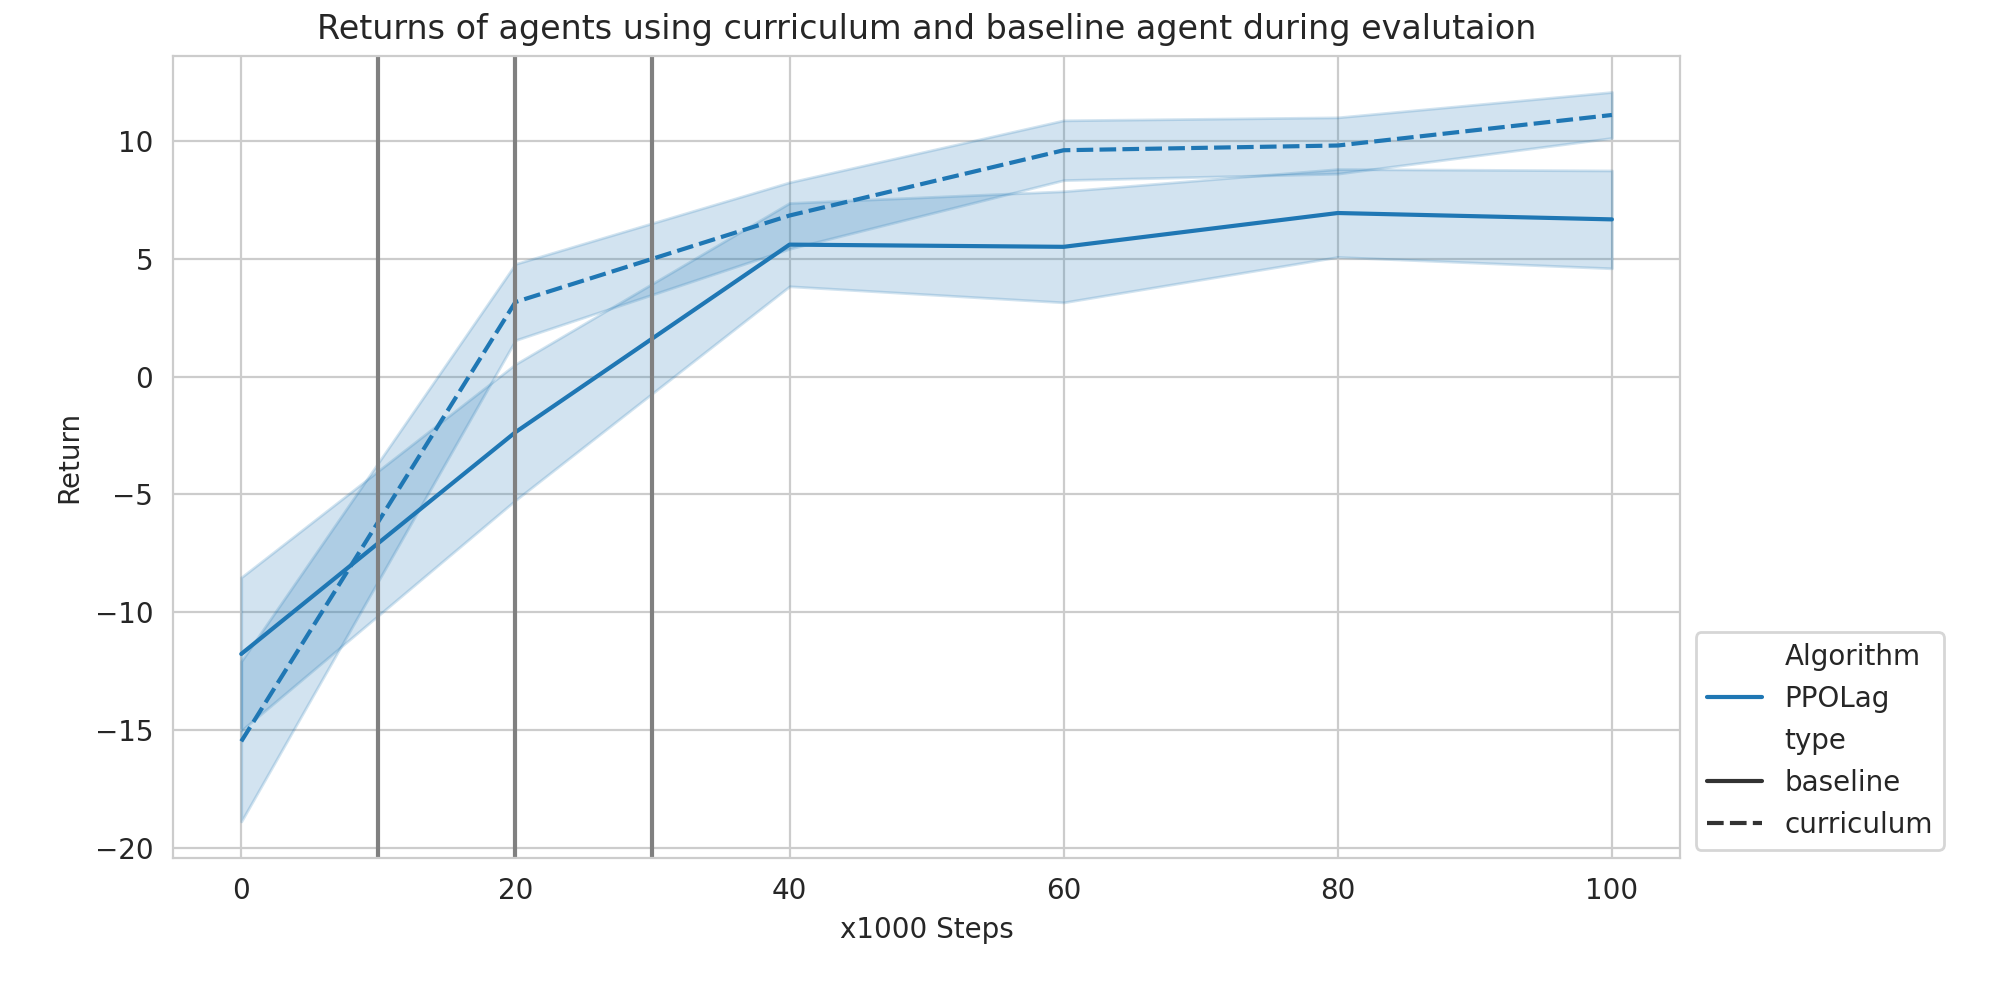 Returns of agents using curriculum and baseline agent during evalutaion
10
5
0
−5
−10
−15
−20
Return
0 20 40 60 80 100
x1000 Steps
Algorithm
PPOLag
type
baseline
curriculum